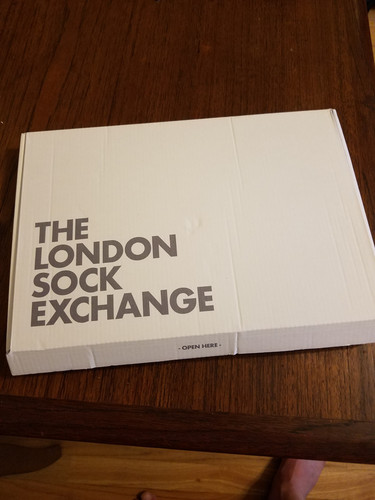 THE
LONDON
SOCK
EXCHANGE
- OPEN HERE -